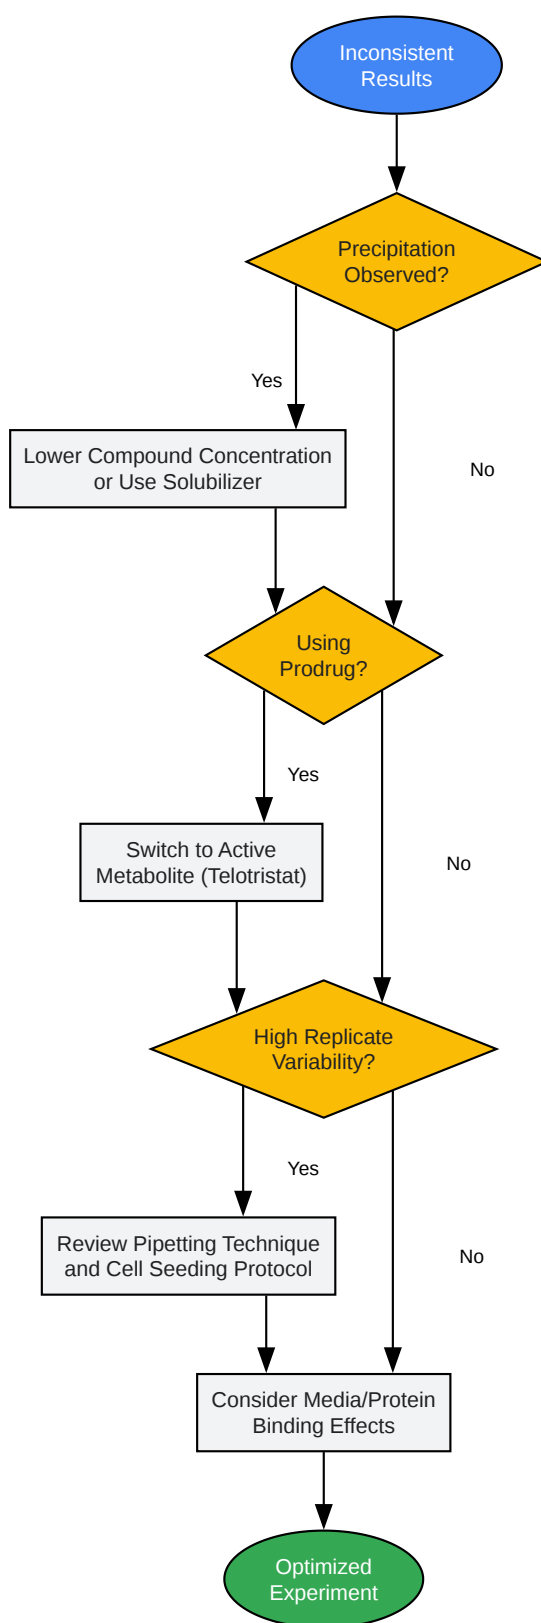 Inconsistent
Results
Precipitation
Observed?
Yes
Lower Compound Concentration
or Use Solubilizer
No
Using
Prodrug?
Yes
Switch to Active
Metabolite (Telotristat)
No
High Replicate
Variability?
Yes
Review Pipetting Technique
and Cell Seeding Protocol
No
Consider Media/Protein
Binding Effects
Optimized
Experiment